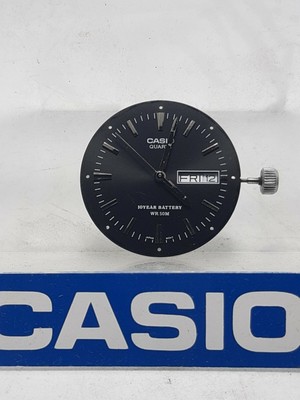 CASIO
QUARTZ
FRI 12
10YEAR BATTERY
WR 50M
CASIO